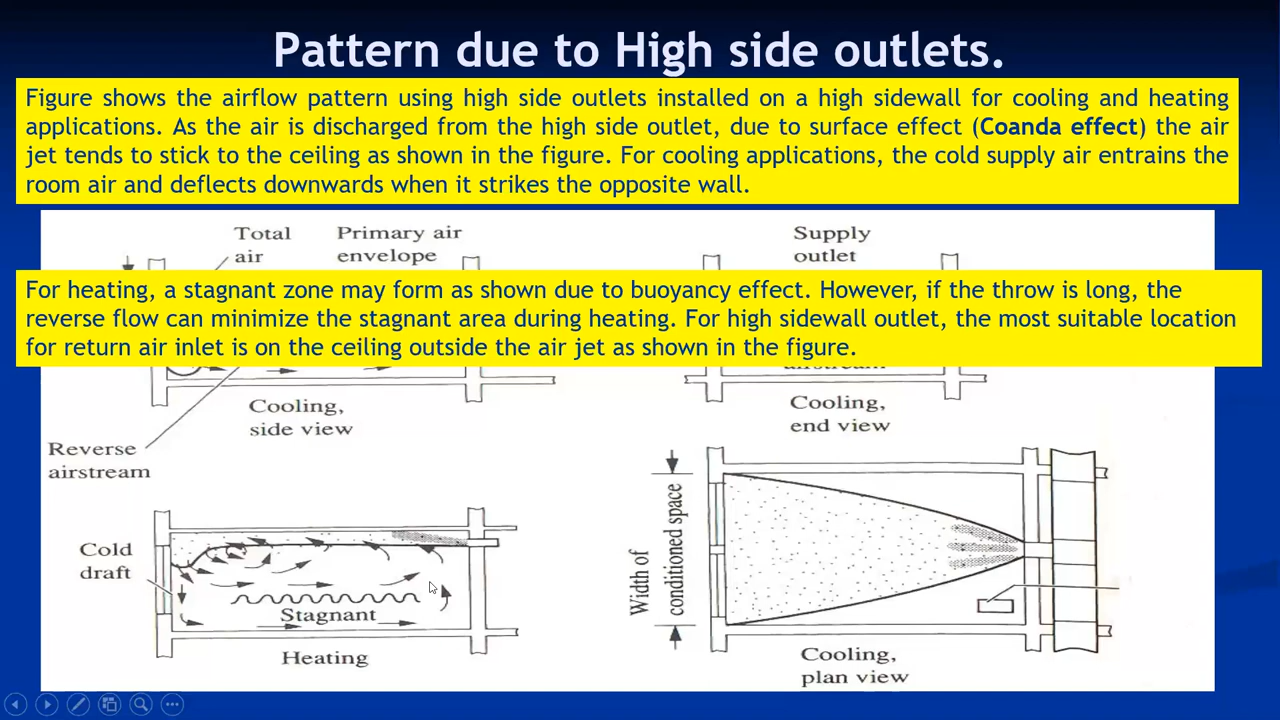 Pattern due to High side outlets.
Figure shows the airflow pattern using high side outlets installed on a high sidewall for cooling and heating
applications. As the air is discharged from the high side outlet, due to surface effect (Coanda effect) the air
jet tends to stick to the ceiling as shown in the figure. For cooling applications, the cold supply air entrains the
room air and deflects downwards when it strikes the opposite wall.
Total
air
Primary air
envelope
Supply
outlet
For heating, a stagnant zone may form as shown due to buoyancy effect. However, if the throw is long, the
reverse flow can minimize the stagnant area during heating. For high sidewall outlet, the most suitable location
for return air inlet is on the ceiling outside the air jet as shown in the figure.
Cooling,
side view
Cooling,
end view
Reverse
airstream
Cold
draft
Stagnant
Heating
Width of
conditioned space
Cooling,
plan view